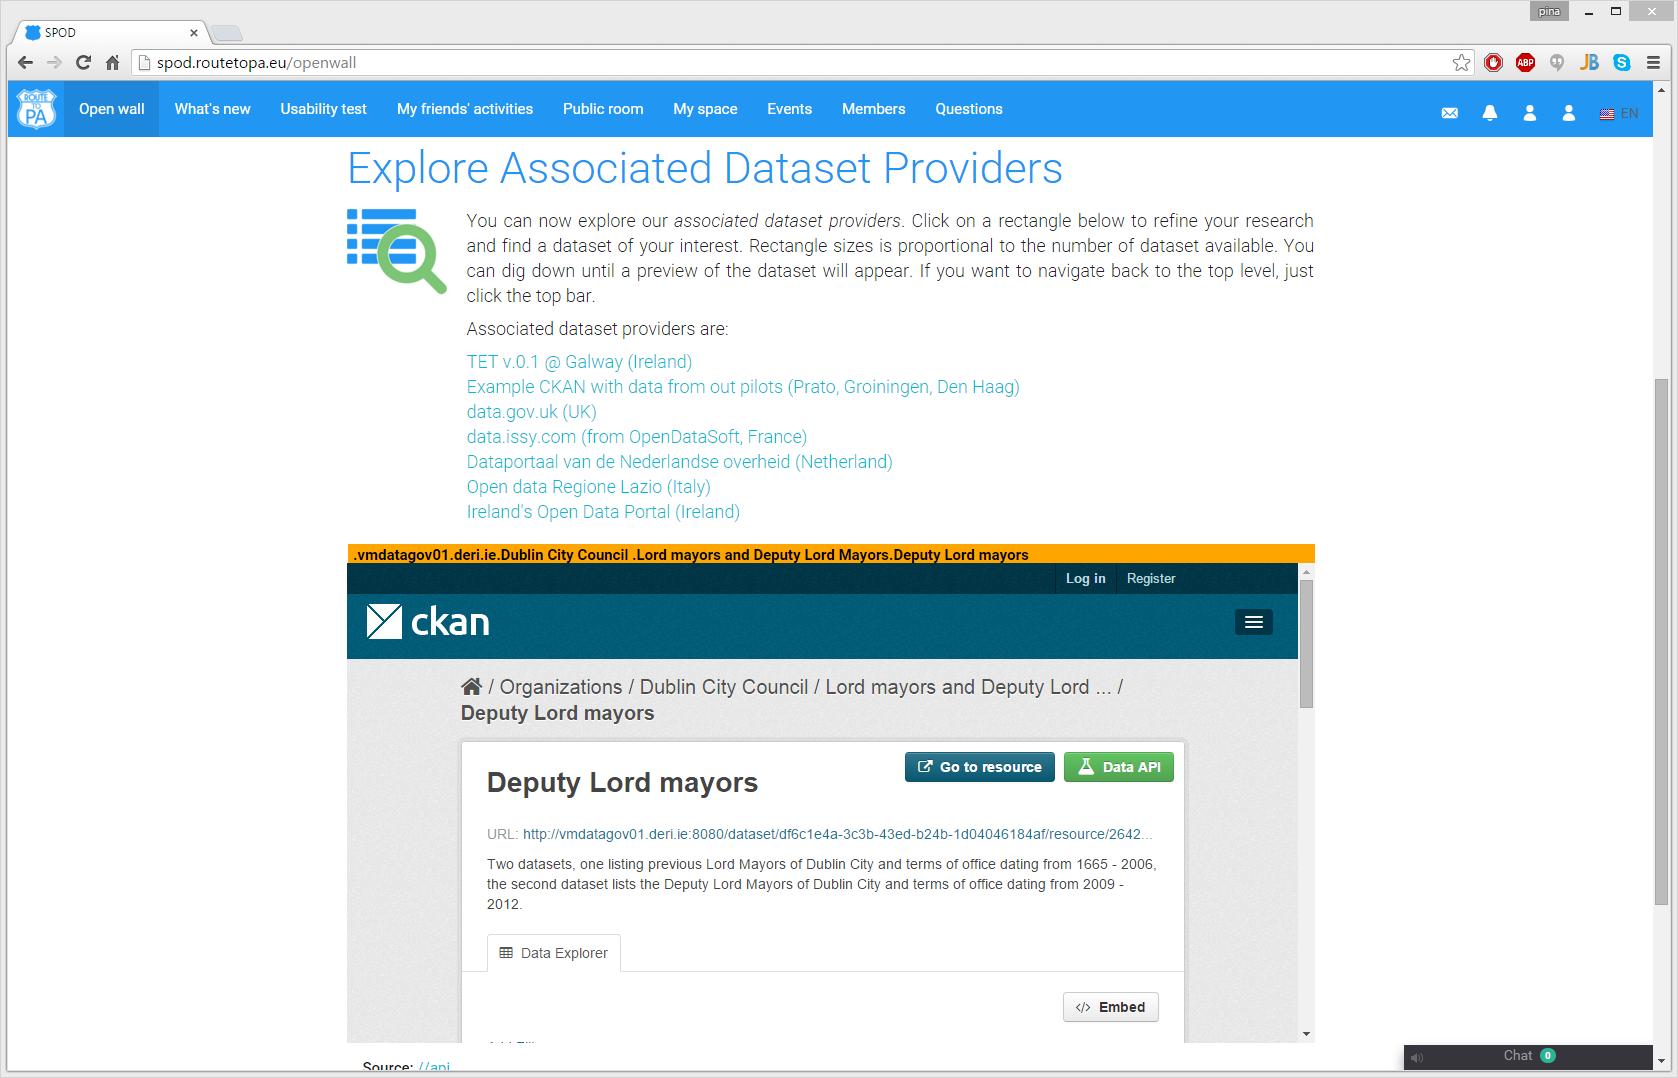 pina
SPOD
spod.routetopa.eu/openwall
ABP
JB
ROUTE TO PA
Open wall What's new Usability test My friends' activities Public room My space Events Members Questions
EN
Explore Associated Dataset Providers
You can now explore our associated dataset providers. Click on a rectangle below to refine your research
and find a dataset of your interest. Rectangle sizes is proportional to the number of dataset available. You
can dig down until a preview of the dataset will appear. If you want to navigate back to the top level, just
click the top bar.
Associated dataset providers are:
TET v.0.1 @ Galway (Ireland)
Example CKAN with data from out pilots (Prato, Groiningen, Den Haag)
data.gov.uk (UK)
data.issy.com (from OpenDataSoft, France)
Dataportaal van de Nederlandse overheid (Netherland)
Open data Regione Lazio (Italy)
Ireland's Open Data Portal (Ireland)
.vmdatagov01.deri.ie.Dublin City Council .Lord mayors and Deputy Lord Mayors.Deputy Lord mayors
Log in Register
ckan
/ Organizations / Dublin City Council / Lord mayors and Deputy Lord ... /
Deputy Lord mayors
Deputy Lord mayors
Go to resource Data API
URL: http://vmdatagov01.deri.ie:8080/dataset/df6c1e4a-3c3b-43ed-b24b-1d04046184af/resource/2642...
Two datasets, one listing previous Lord Mayors of Dublin City and terms of office dating from 1665 - 2006,
the second dataset lists the Deputy Lord Mayors of Dublin City and terms of office dating from 2009 -
2012.
Data Explorer
</> Embed
Source: //api
Chat 0